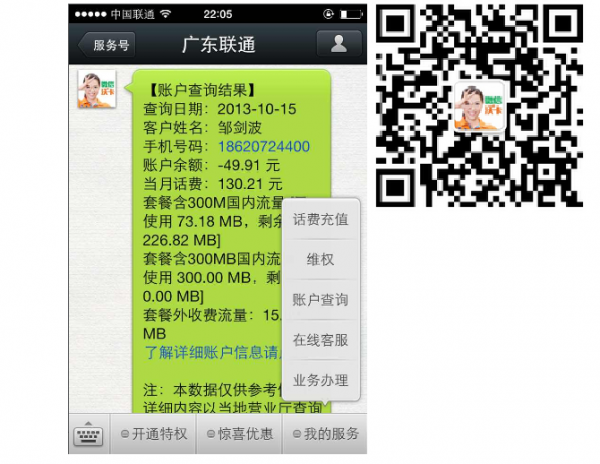 中国联通
22:05
服务号
广东联通
【账户查询结果】
查询日期：2013-10-15
客户姓名：邹剑波
手机号码：18620724400
账户余额：-49.91 元
当月话费：130.21 元
套餐含300M国内流量
使用 73.18 MB，剩余
226.82 MB]
套餐含300MB国内流
使用 300.00 MB，剩
0.00 MB]
套餐外收费流量：15.
MB
了解详细账户信息请
注：本数据仅供参考
详细内容以当地营业厅查询
话费充值
维权
账户查询
在线客服
业务办理
开通特权
惊喜优惠
我的服务
微信
沃卡